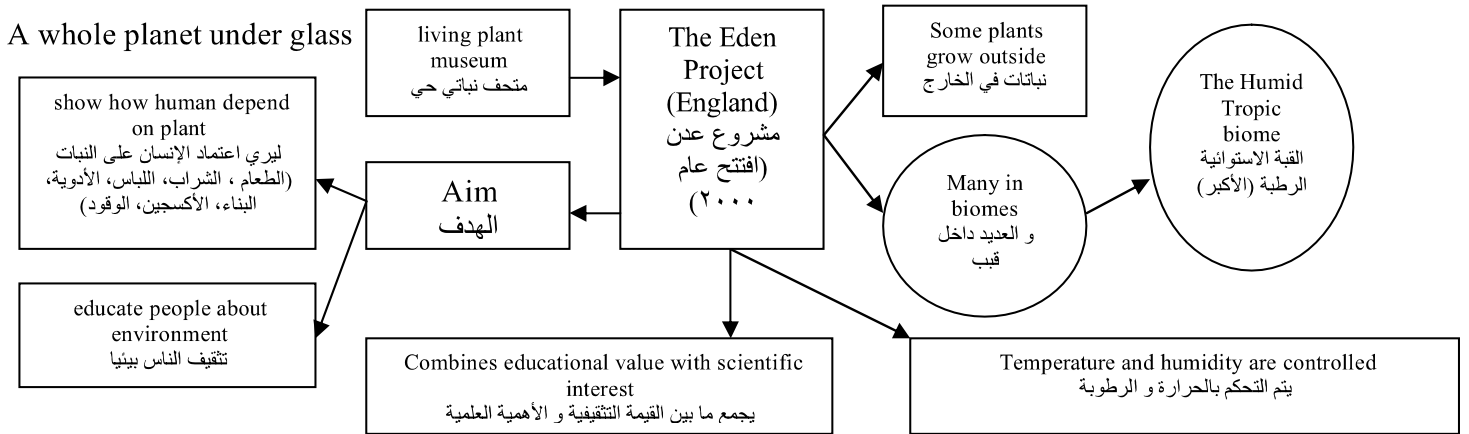 A whole planet under glass
living plant
museum
متحف نباتي حي
The Eden
Project
(England)
مشروع عدن
(افتتح عام
٢٠٠٠)
Some plants
grow outside
نباتات في الخارج
The Humid
Tropic
biome
القبة الاستوائية
الرطبة (الأكبر)
show how human depend
on plant
ليري اعتماد الإنسان على النبات
(الطعام ، الشراب، اللباس، الأدوية،
البناء، الأكسجين، الوقود)
Aim
الهدف
Many in
biomes
و العديد داخل
قبب
educate people about
environment
تثقيف الناس بيئيا
Combines educational value with scientific
interest
يجمع ما بين القيمة التثقيفية و الأهمية العلمية
Temperature and humidity are controlled
يتم التحكم بالحرارة و الرطوبة